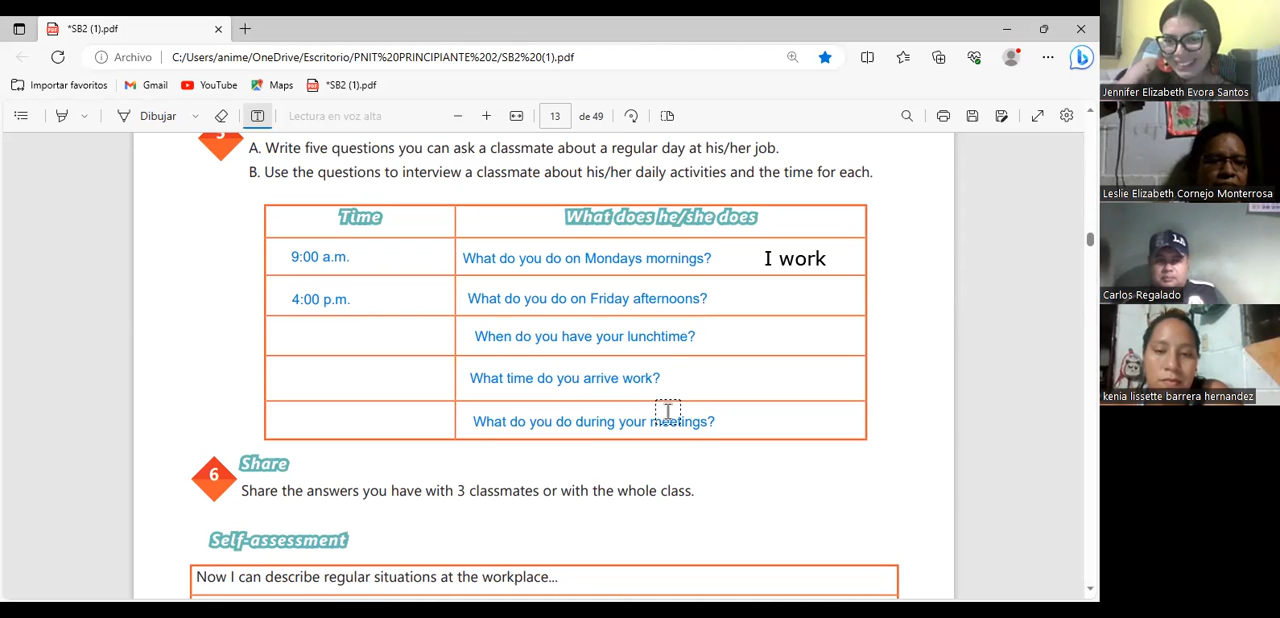 *SB2 (1).pdf
Archivo
C:/Users/anime/OneDrive/Escritorio/PNIT%20PRINCIPIANTE%202/SB2%20(1).pdf
Importar favoritos
Gmail
YouTube
Maps
*SB2 (1).pdf
Dibujar
Lectura en voz alta
13
de 49
5
A. Write five questions you can ask a classmate about a regular day at his/her job.
B. Use the questions to interview a classmate about his/her daily activities and the time for each.
Time
What does he/she does
9:00 a.m.
What do you do on Mondays mornings?
I work
4:00 p.m.
What do you do on Friday afternoons?
When do you have your lunchtime?
What time do you arrive work?
What do you do during your meetings?
6
Share
Share the answers you have with 3 classmates or with the whole class.
Self-assessment
Now I can describe regular situations at the workplace...
Jennifer Elizabeth Evora Santos
Leslie Elizabeth Cornejo Monterrosa
Carlos Regalado
kenia lissette barrera hernandez